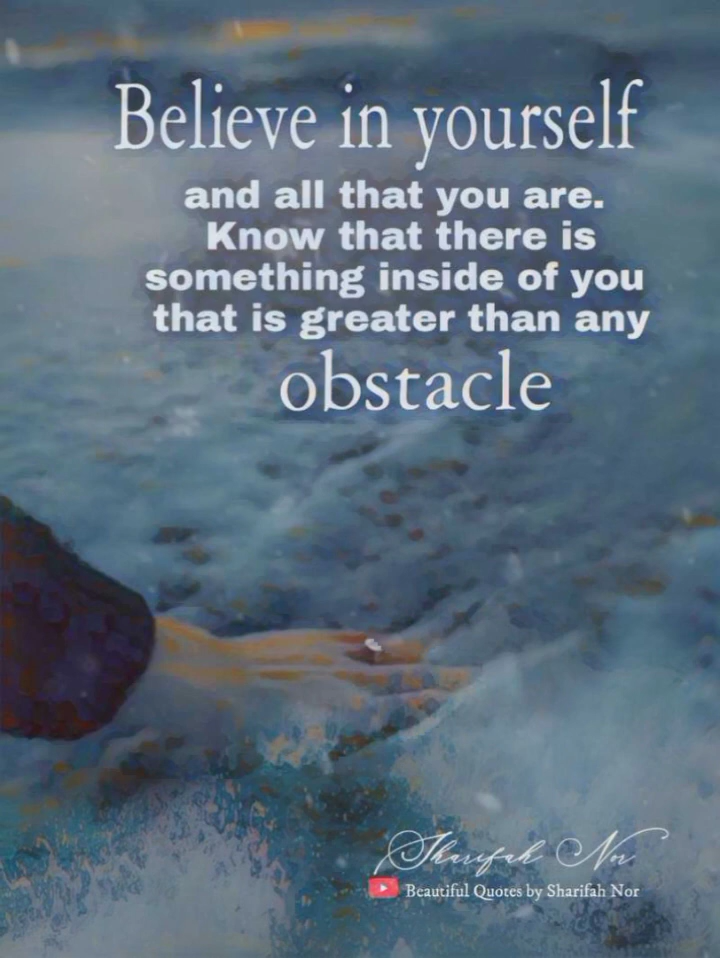 Believe in yourself
and all that you are.
Know that there is
something inside of you
that is greater than any
obstacle
Sharifah Nor
Beautiful Quotes by Sharifah Nor